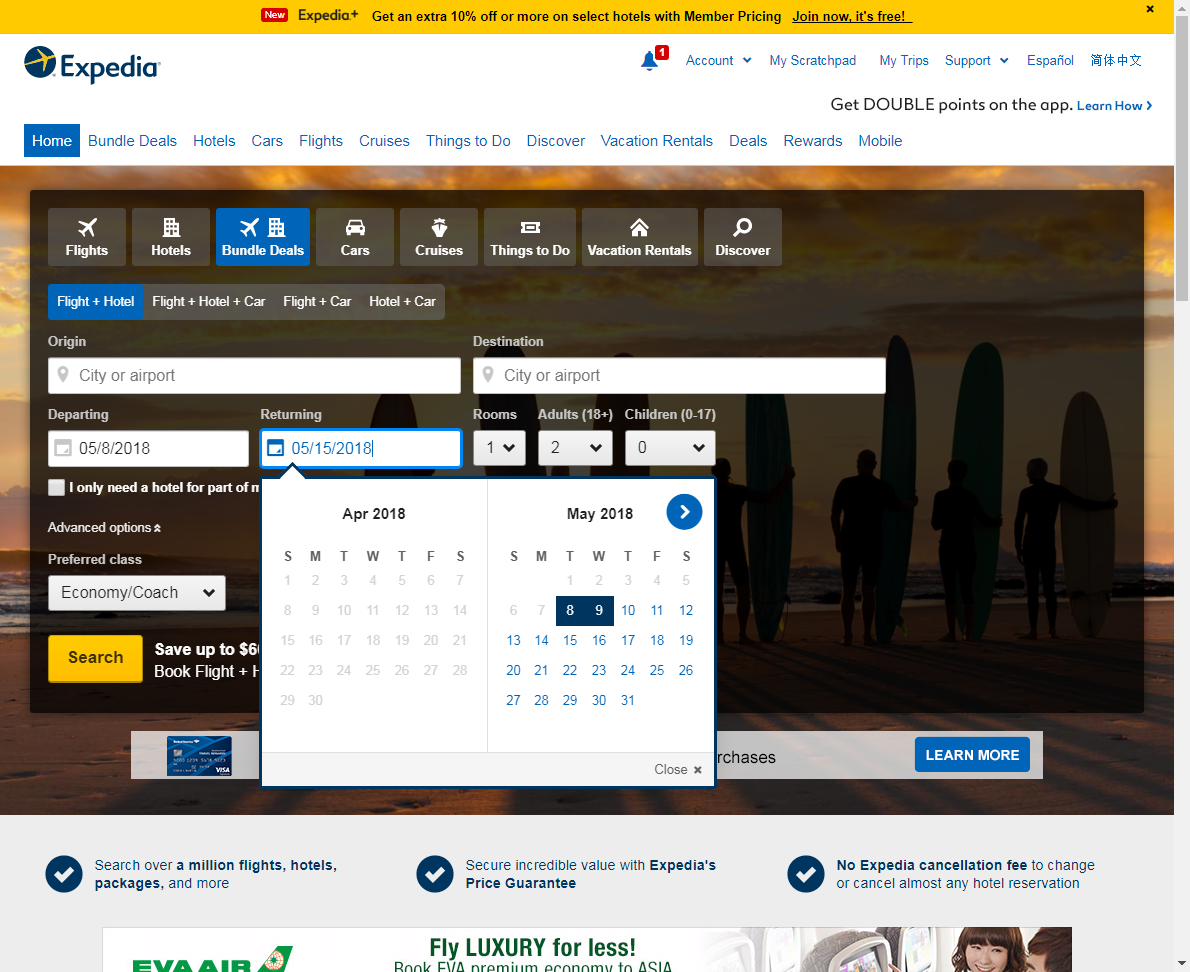 New Expedia+ Get an extra 10% off or more on select hotels with Member Pricing Join now, it's free!
Expedia
1 Account My Scratchpad My Trips Support Español 简体中文
Get DOUBLE points on the app. Learn How
Home Bundle Deals Hotels Cars Flights Cruises Things to Do Discover Vacation Rentals Deals Rewards Mobile
Flights Hotels Bundle Deals Cars Cruises Things to Do Vacation Rentals Discover
Flight + Hotel Flight + Hotel + Car Flight + Car Hotel + Car
Origin Destination
City or airport City or airport
Departing Returning Rooms Adults (18+) Children (0-17)
05/8/2018 05/15/2018 1 2 0
I only need a hotel for part of m
Apr 2018 May 2018
Advanced options
S M T W T F S S M T W T F S
Preferred class
1 2 3 4 5 6 7 1 2 3 4 5
Economy/Coach
8 9 10 11 12 13 14 6 7 8 9 10 11 12
15 16 17 18 19 20 21 13 14 15 16 17 18 19
Search Save up to $60
Book Flight + H
22 23 24 25 26 27 28 20 21 22 23 24 25 26
29 30 27 28 29 30 31
VISA rchases LEARN MORE
Close ×
Search over a million flights, hotels,
packages, and more
Secure incredible value with Expedia's
Price Guarantee
No Expedia cancellation fee to change
or cancel almost any hotel reservation
EVA AIR
Fly LUXURY for less!
Book EVA premium economy to ASIA